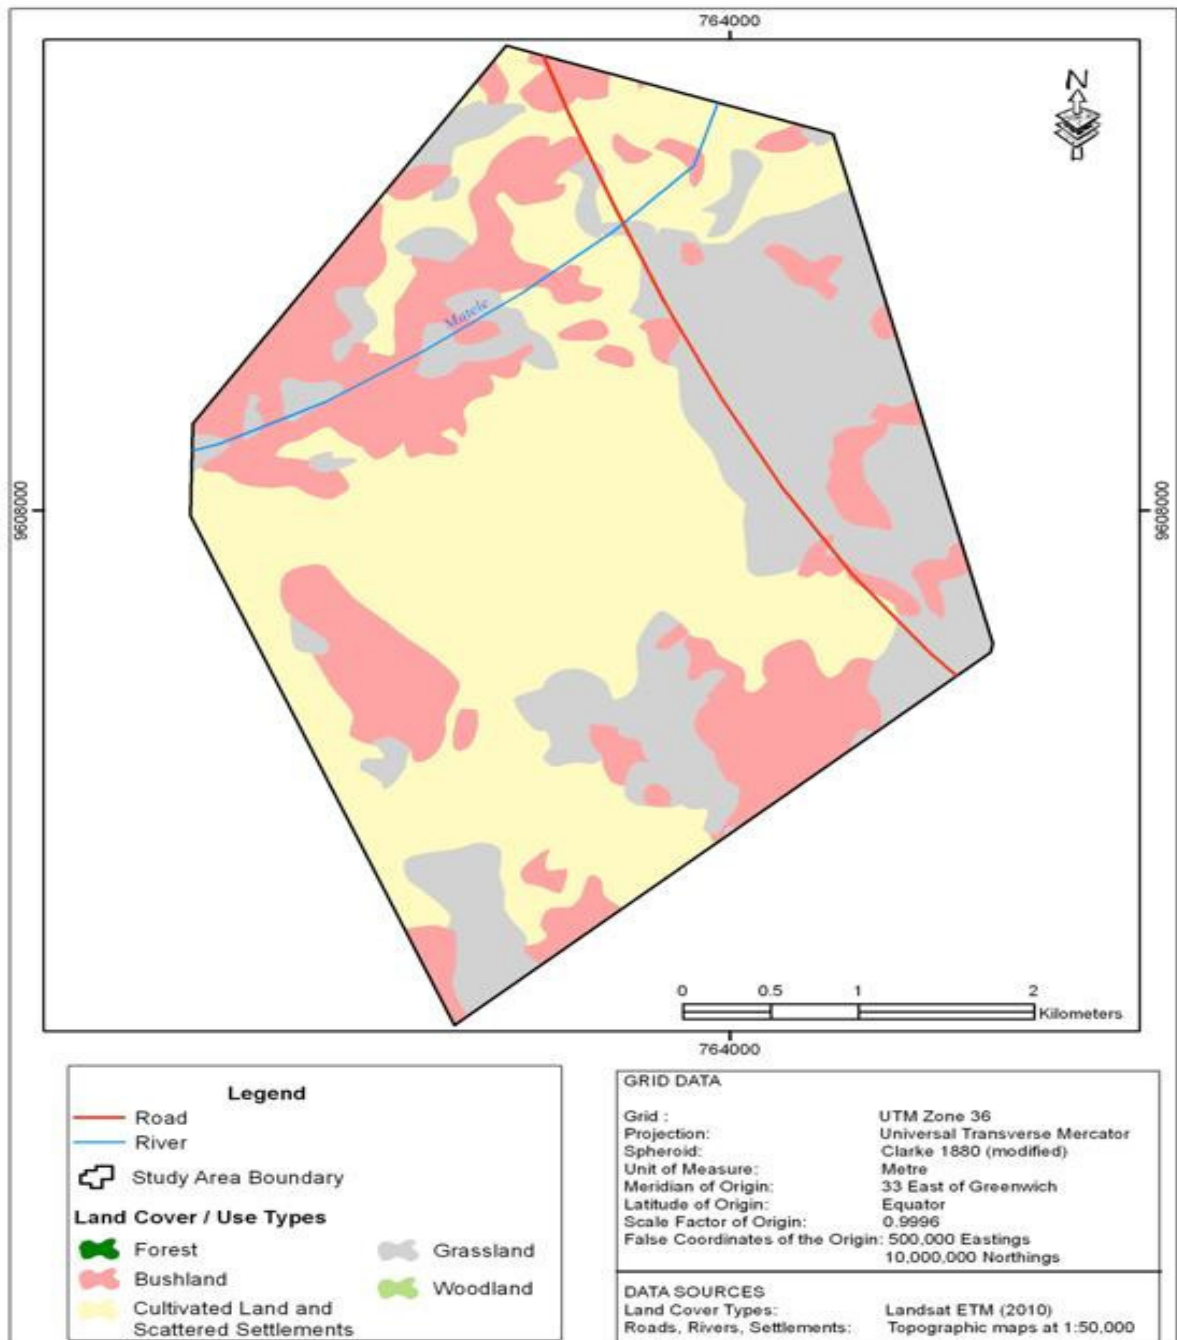 764000
N
Mutele
9608000
9608000
0 0.5 1 2
Kilometers
764000
Legend
Road
River
Study Area Boundary
Land Cover / Use Types
Forest
Bushland
Cultivated Land and
Scattered Settlements
Grassland
Woodland
GRID DATA
Grid : UTM Zone 36
Projection: Universal Transverse Mercator
Spheroid: Clarke 1880 (modified)
Unit of Measure: Metre
Meridian of Origin: 33 East of Greenwich
Latitude of Origin: Equator
Scale Factor of Origin: 0.9996
False Coordinates of the Origin: 500,000 Eastings
10,000,000 Northings
DATA SOURCES
Land Cover Types: Landsat ETM (2010)
Roads, Rivers, Settlements: Topographic maps at 1:50,000